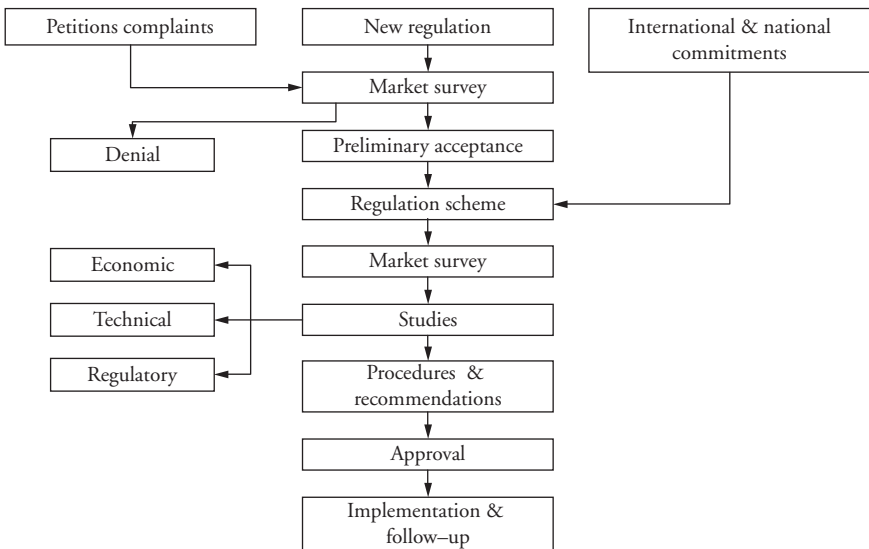 Petitions complaints
New regulation
International & national
commitments
Market survey
Denial
Preliminary acceptance
Regulation scheme
Market survey
Economic
Technical
Studies
Regulatory
Procedures &
recommendations
Approval
Implementation &
follow–up